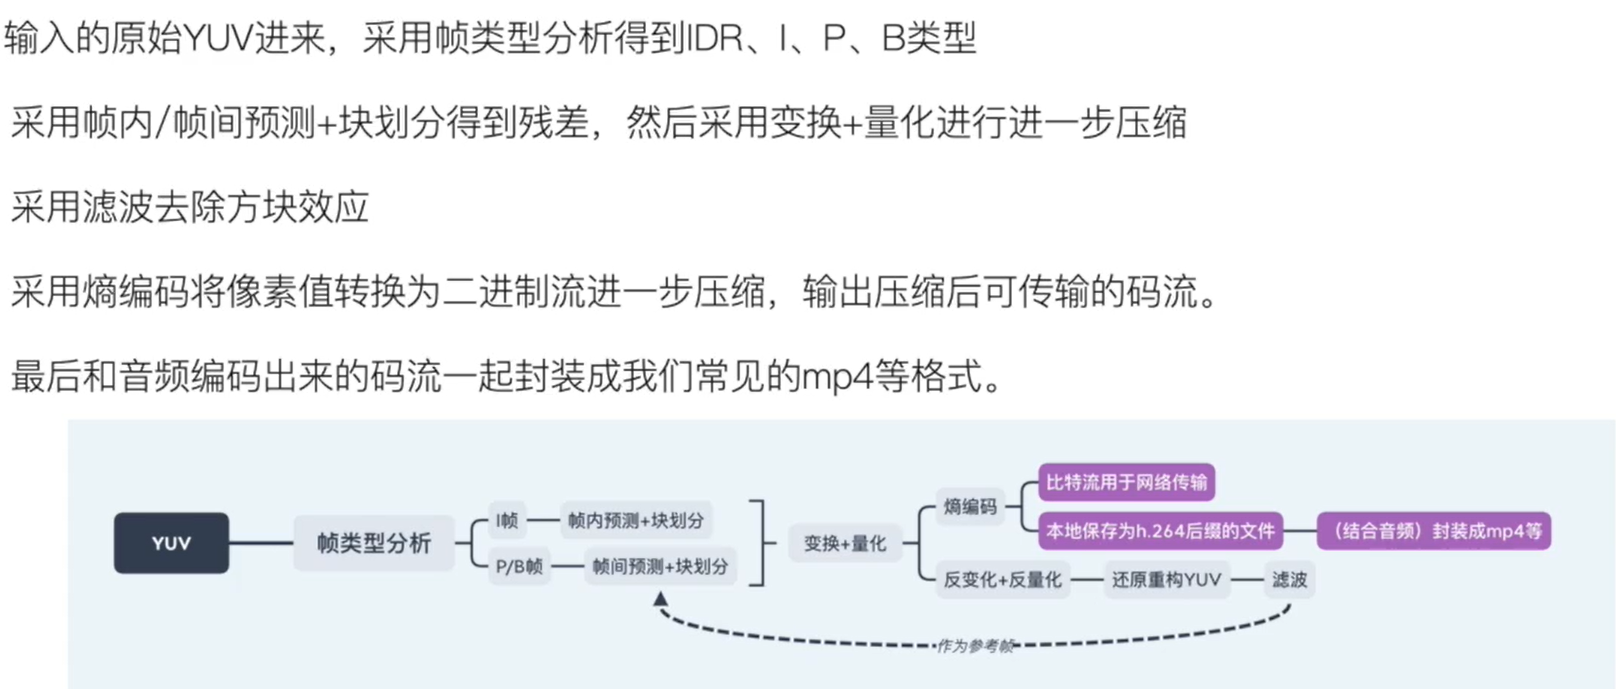 输入的原始YUV进来，采用帧类型分析得到IDR、I、P、B类型
采用帧内/帧间预测+块划分得到残差，然后采用变换+量化进行进一步压缩
采用滤波去除方块效应
采用熵编码将像素值转换为二进制流进一步压缩，输出压缩后可传输的码流。
最后和音频编码出来的码流一起封装成我们常见的mp4等格式。
YUV
帧类型分析
I帧
帧内预测+块划分
P/B帧
帧间预测+块划分
变换+量化
熵编码
比特流用于网络传输
本地保存为h.264后缀的文件
（结合音频）封装成mp4等
反变化+反量化
还原重构YUV
滤波
作为参考帧